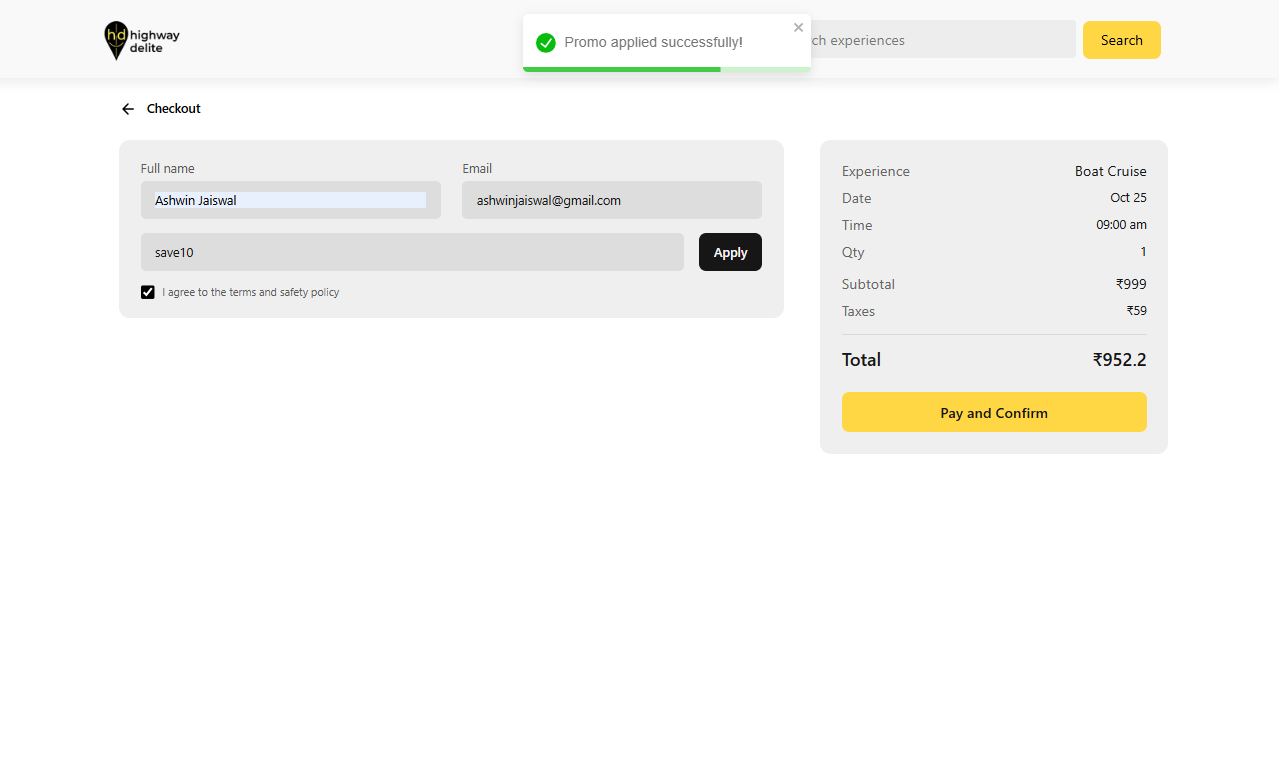 hd highway
delite
Promo applied successfully!
ch experiences
Search
Checkout
Full name
Email
Ashwin Jaiswal
ashwinjaiswal@gmail.com
save10
Apply
I agree to the terms and safety policy
Experience Boat Cruise
Date Oct 25
Time 09:00 am
Qty 1
Subtotal ₹999
Taxes ₹59
Total ₹952.2
Pay and Confirm